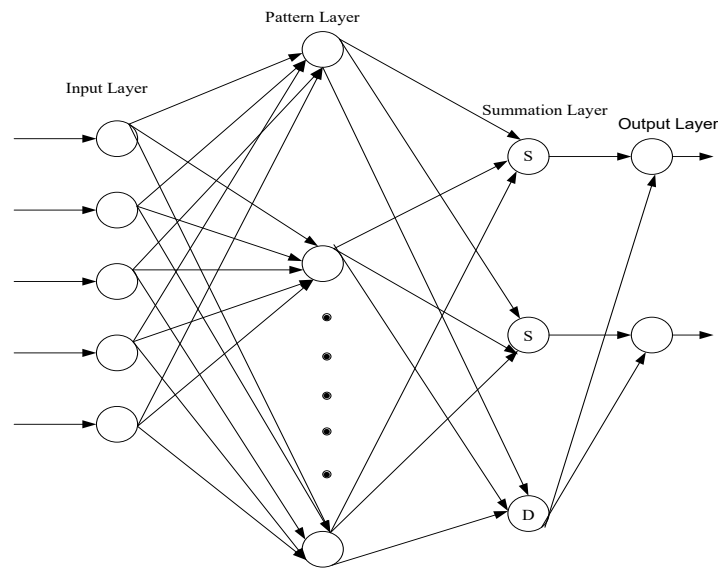 Pattern Layer
Input Layer
Summation Layer
Output Layer
S
S
D